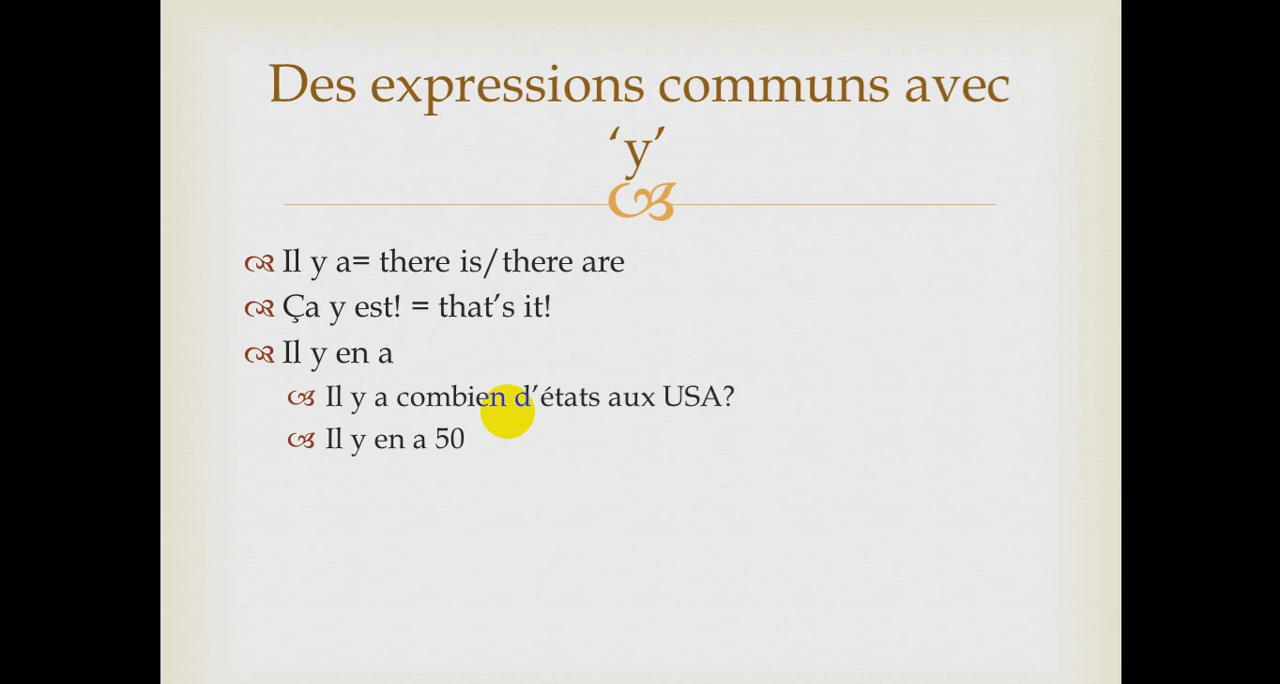 Des expressions communs avec
‘y’
Il y a= there is/there are
Ça y est! = that’s it!
Il y en a
Il y a combien d’états aux USA?
Il y en a 50